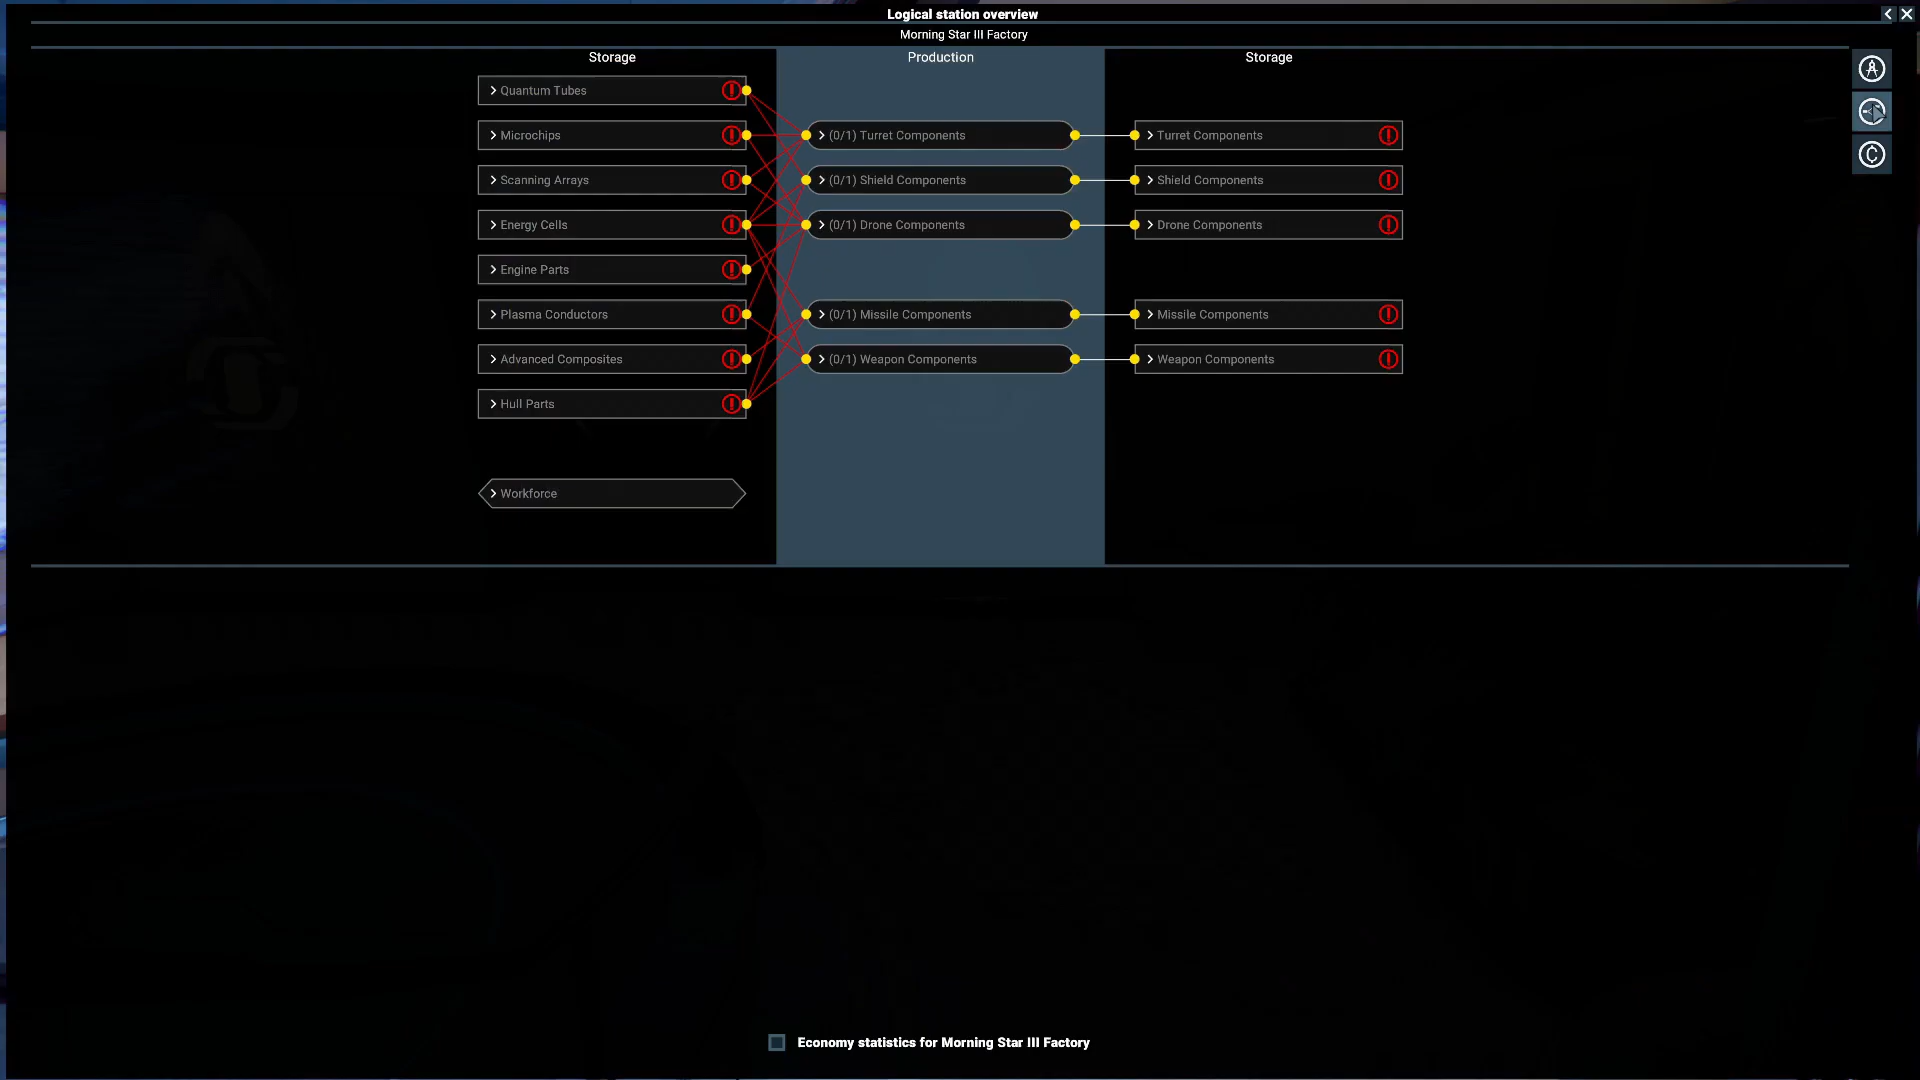 Logical station overview
Morning Star III Factory
Storage
Production
Storage
Quantum Tubes
Microchips
(0/1) Turret Components
Turret Components
Scanning Arrays
(0/1) Shield Components
Shield Components
Energy Cells
(0/1) Drone Components
Drone Components
Engine Parts
Plasma Conductors
(0/1) Missile Components
Missile Components
Advanced Composites
(0/1) Weapon Components
Weapon Components
Hull Parts
Workforce
Economy statistics for Morning Star III Factory